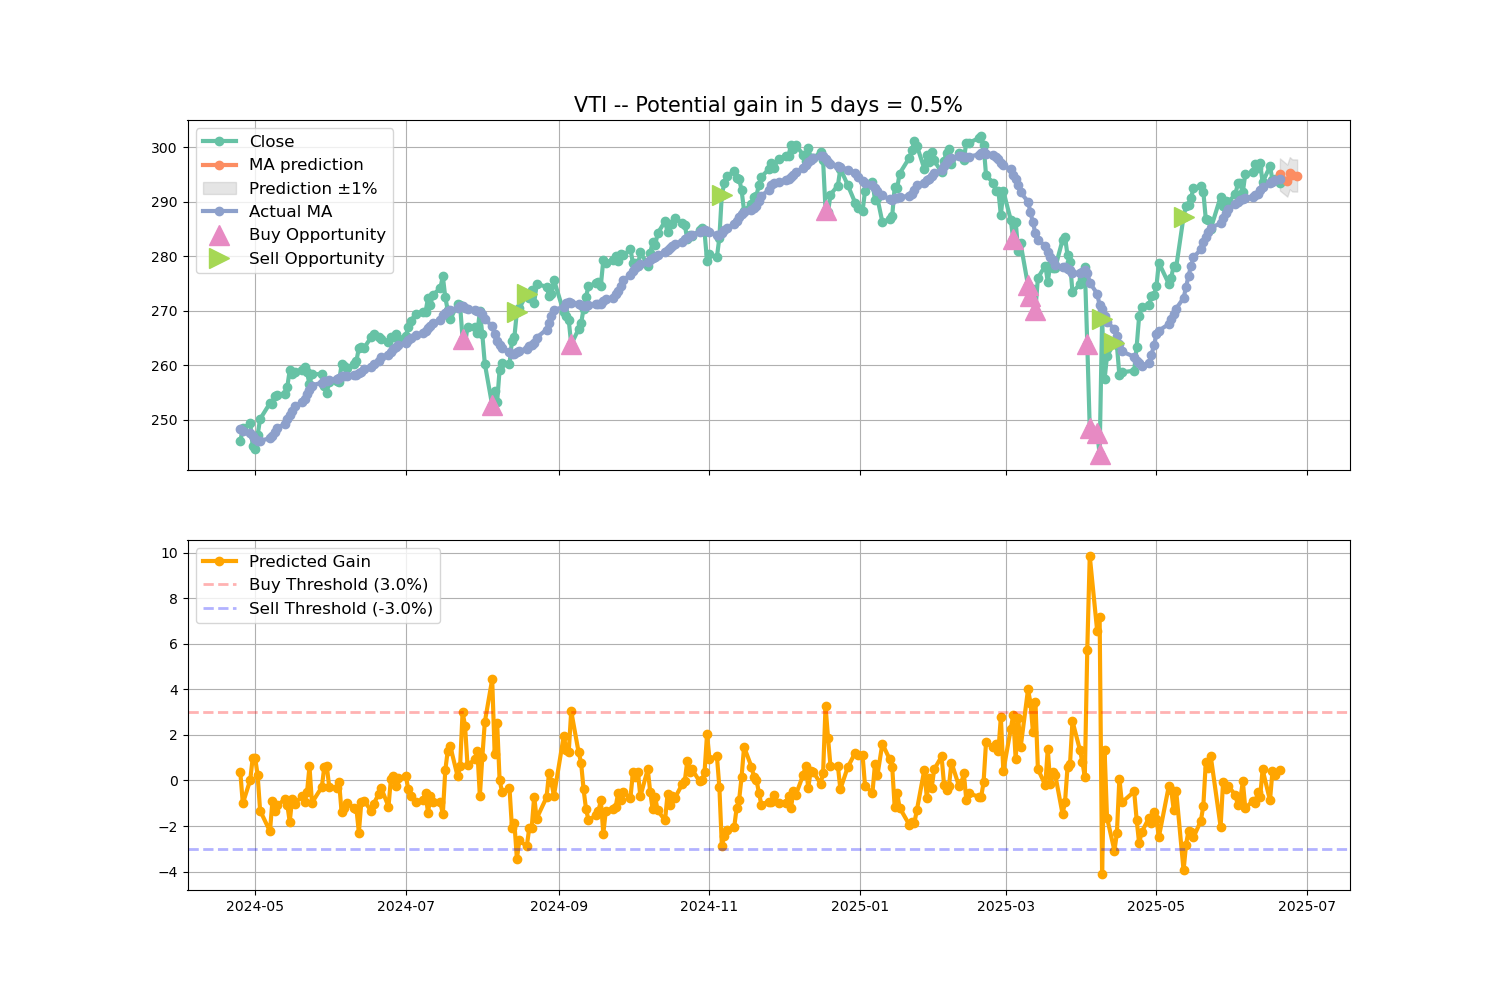 VTI -- Potential gain in 5 days = 0.5%
Close
MA prediction
Prediction ±1%
Actual MA
Buy Opportunity
Sell Opportunity
300
290
280
270
260
250
Predicted Gain
Buy Threshold (3.0%)
Sell Threshold (-3.0%)
10
8
6
4
2
0
−2
−4
2024-05 2024-07 2024-09 2024-11 2025-01 2025-03 2025-05 2025-07